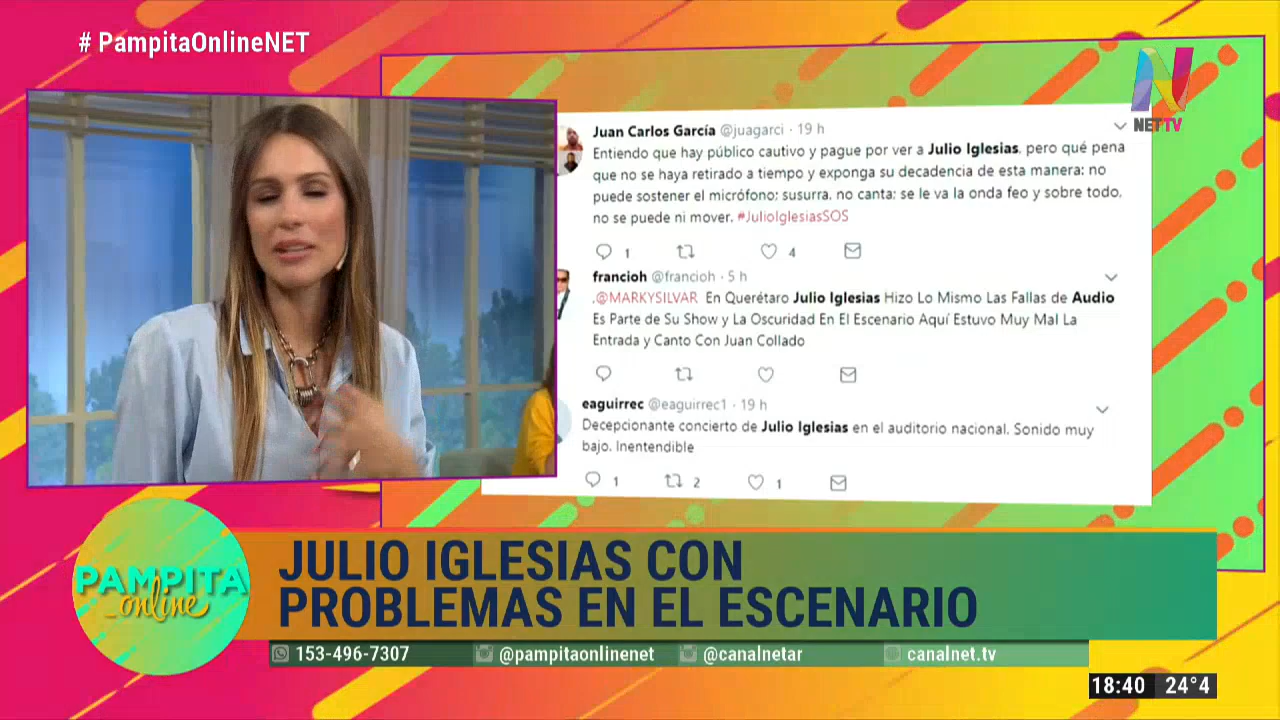 # PampitaOnlineNET
NETTV
Juan Carlos García @juagarci · 19 h
Entiendo que hay público cautivo y pague por ver a Julio Iglesias, pero qué pena
que no se haya retirado a tiempo y exponga su decadencia de esta manera: no
puede sostener el micrófono; susurra, no canta; se le va la onda feo y sobre todo,
no se puede ni mover. #JulioIglesiasSOS
1
4
francioh @francioh · 5 h
.@MARKYSILVAR En Querétaro Julio Iglesias Hizo Lo Mismo Las Fallas de Audio
Es Parte de Su Show y La Oscuridad En El Escenario Aquí Estuvo Muy Mal La
Entrada y Canto Con Juan Collado
eaguirrec @eaguirrec1 · 19 h
Decepcionante concierto de Julio Iglesias en el auditorio nacional. Sonido muy
bajo. Inentendible
1
2
1
PAMPITA
online
JULIO IGLESIAS CON
PROBLEMAS EN EL ESCENARIO
153-496-7307 @pampitaonlinenet @canalnetar canalnet.tv
18:40 24°4